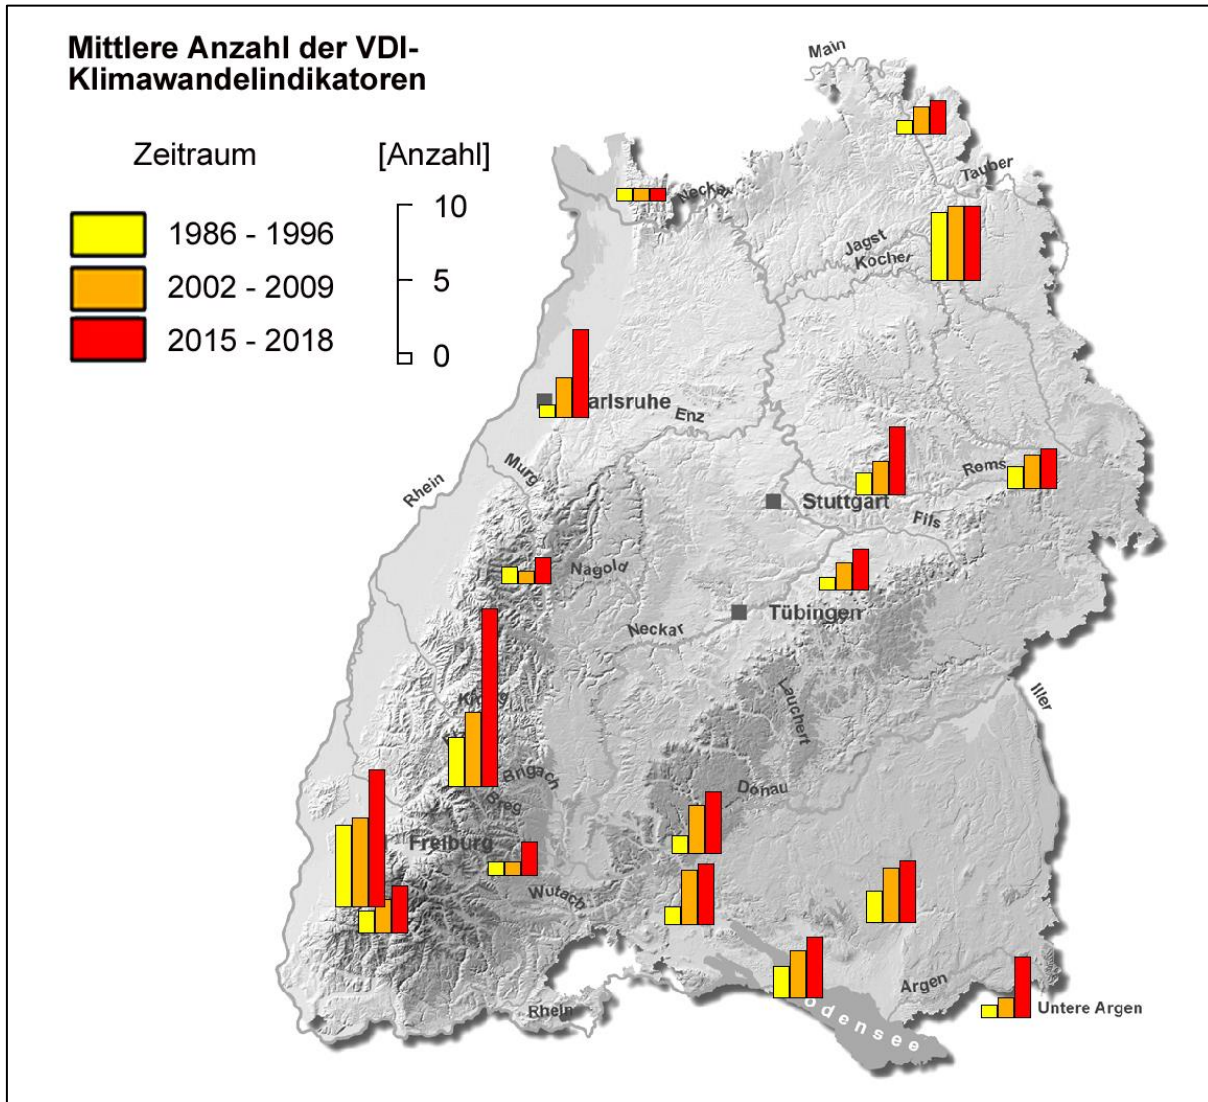 Mittlere Anzahl der VDI-
Klimawandelindikatoren
Zeitraum
[Anzahl]
1986 - 1996
2002 - 2009
2015 - 2018
10
5
0
Main
Tauber
Neckar
Jagst
Kocher
arlsruhe
Enz
Murg
Rhein
Rems
Stuttgart
Fils
Nagold
Tübingen
Neckar
Lauchert
Iller
Brigach
Breg
Donau
Freiburg
Wutach
Argen
Rhein
odensee
Untere Argen